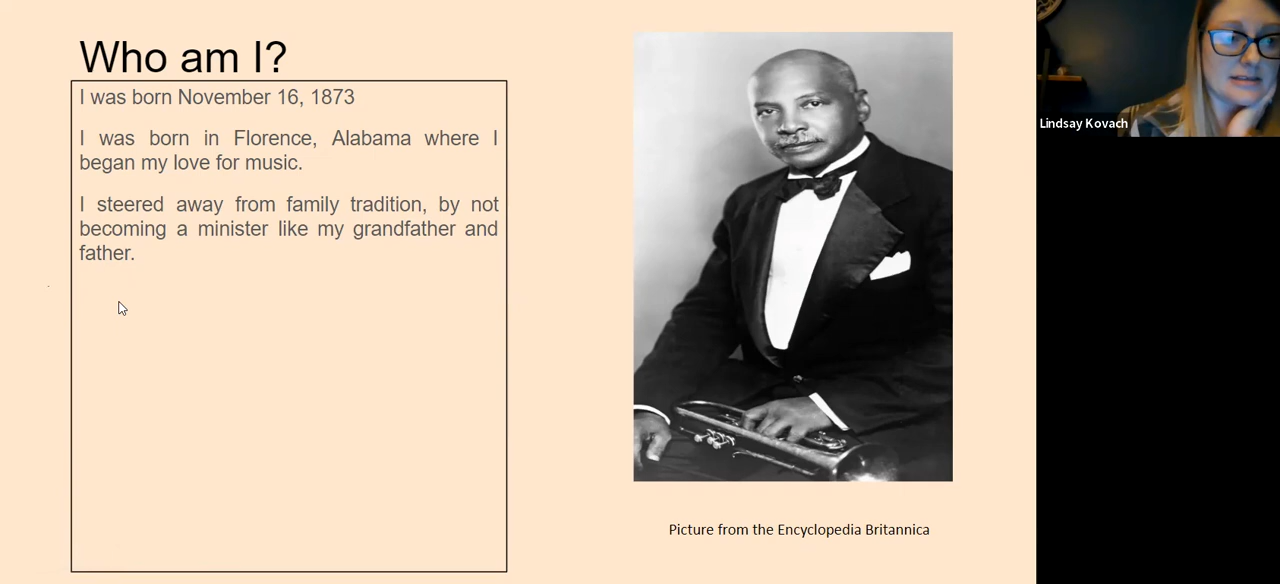 Who am I?
I was born November 16, 1873
I was born in Florence, Alabama where I
began my love for music.
I steered away from family tradition, by not
becoming a minister like my grandfather and
father.
Picture from the Encyclopedia Britannica
Lindsay Kovach